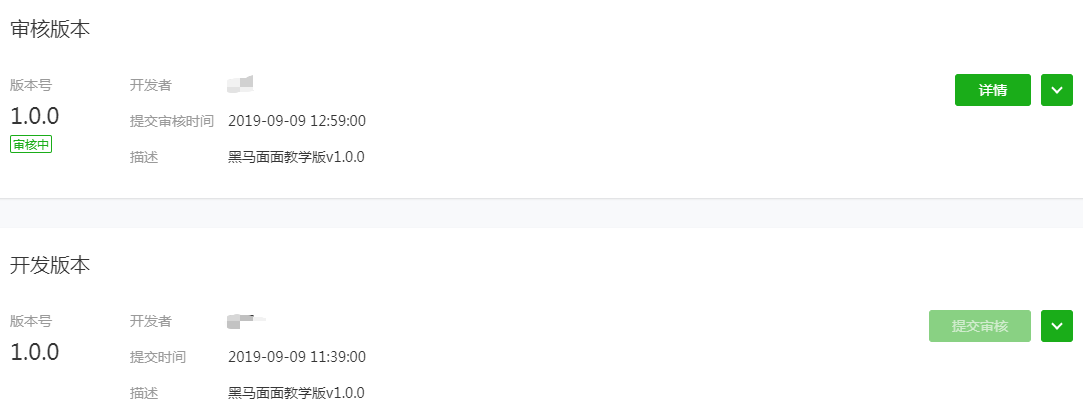 审核版本
版本号 开发者 详情
1.0.0
审核中
提交审核时间 2019-09-09 12:59:00
描述 黑马面面教学版v1.0.0
开发版本
版本号 开发者 提交审核
1.0.0
提交时间 2019-09-09 11:39:00
描述 黑马面面教学版v1.0.0